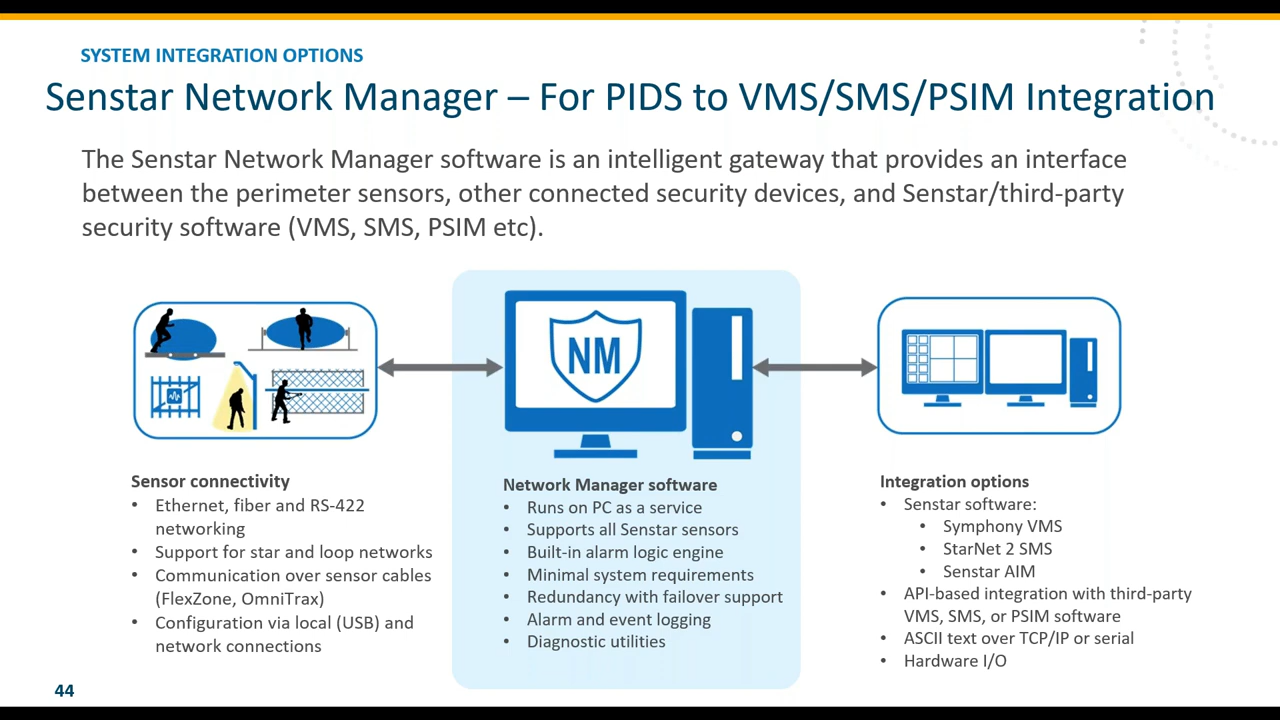 SYSTEM INTEGRATION OPTIONS
Senstar Network Manager – For PIDS to VMS/SMS/PSIM Integration
The Senstar Network Manager software is an intelligent gateway that provides an interface
between the perimeter sensors, other connected security devices, and Senstar/third-party
security software (VMS, SMS, PSIM etc).
NM
Sensor connectivity
• Ethernet, fiber and RS-422
networking
• Support for star and loop networks
• Communication over sensor cables
(FlexZone, OmniTrax)
• Configuration via local (USB) and
network connections
Network Manager software
• Runs on PC as a service
• Supports all Senstar sensors
• Built-in alarm logic engine
• Minimal system requirements
• Redundancy with failover support
• Alarm and event logging
• Diagnostic utilities
Integration options
• Senstar software:
• Symphony VMS
• StarNet 2 SMS
• Senstar AIM
• API-based integration with third-party
VMS, SMS, or PSIM software
• ASCII text over TCP/IP or serial
• Hardware I/O
44